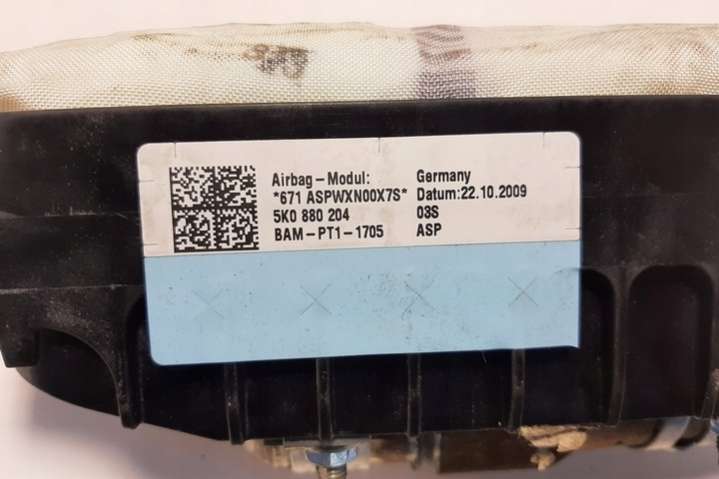 Airbag-Modul: Germany
*671 ASPWXN00X7S* Datum:22.10.2009
5K0 880 204 03S
BAM-PT1-1705 ASP